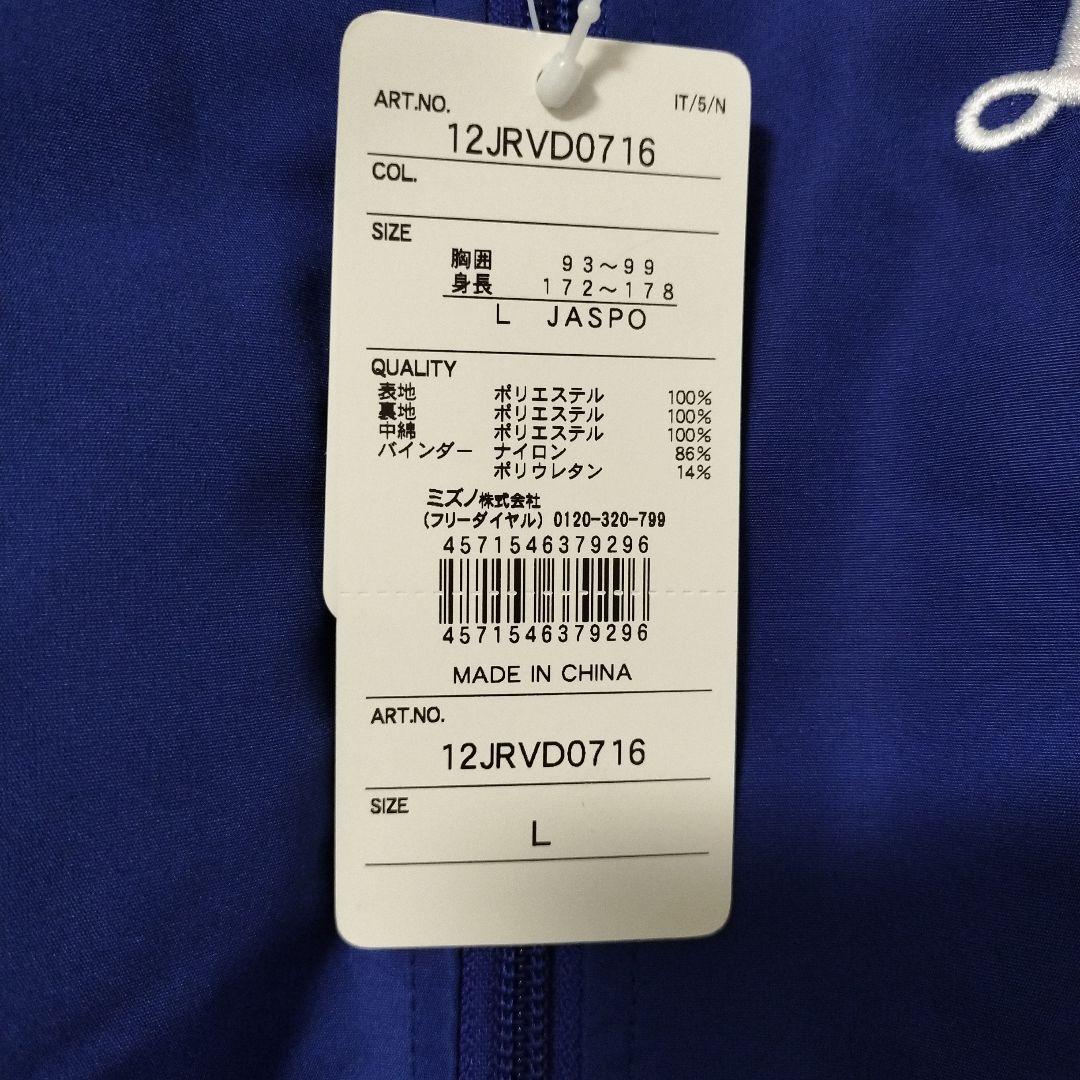 ART.NO. IT/5/N
12JRVD0716
COL.
SIZE
胸囲 93~99
身長 172~178
L JASPO
QUALITY
表地 ポリエステル 100%
裏地 ポリエステル 100%
中綿 ポリエステル 100%
バインダー ナイロン 86%
ポリウレタン 14%
ミズノ株式会社
(フリーダイヤル) 0120-320-799
4571546379296
4571546379296
MADE IN CHINA
ART.NO.
12JRVD0716
SIZE
L